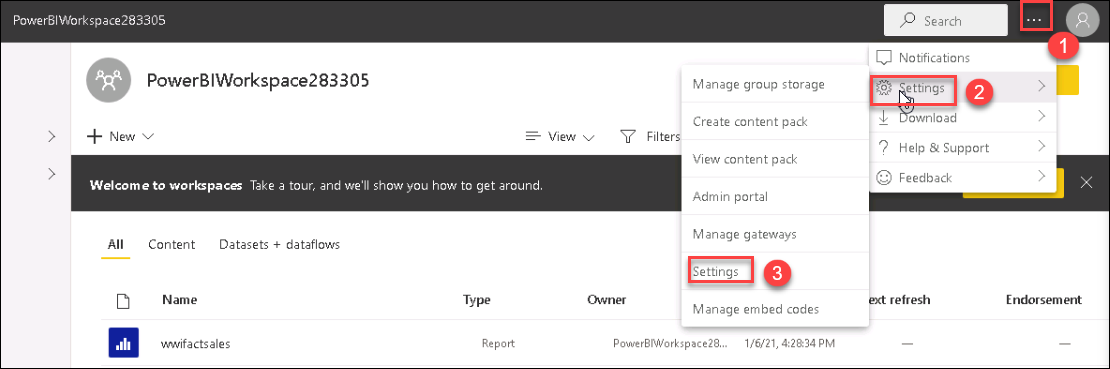 PowerBIWorkspace283305
Search
...
1
Notifications
PowerBIWorkspace283305
Manage group storage
Settings
2
Create content pack
Download
New
View
Filters
View content pack
Help & Support
Welcome to workspaces Take a tour, and we'll show you how to get around.
Feedback
Admin portal
Manage gateways
All
Content
Datasets + dataflows
Settings
3
Name
Type
Owner
ext refresh
Endorsement
Manage embed codes
wwifactsales
Report
PowerBIWorkspace28...
1/6/21, 4:28:34 PM
—
—